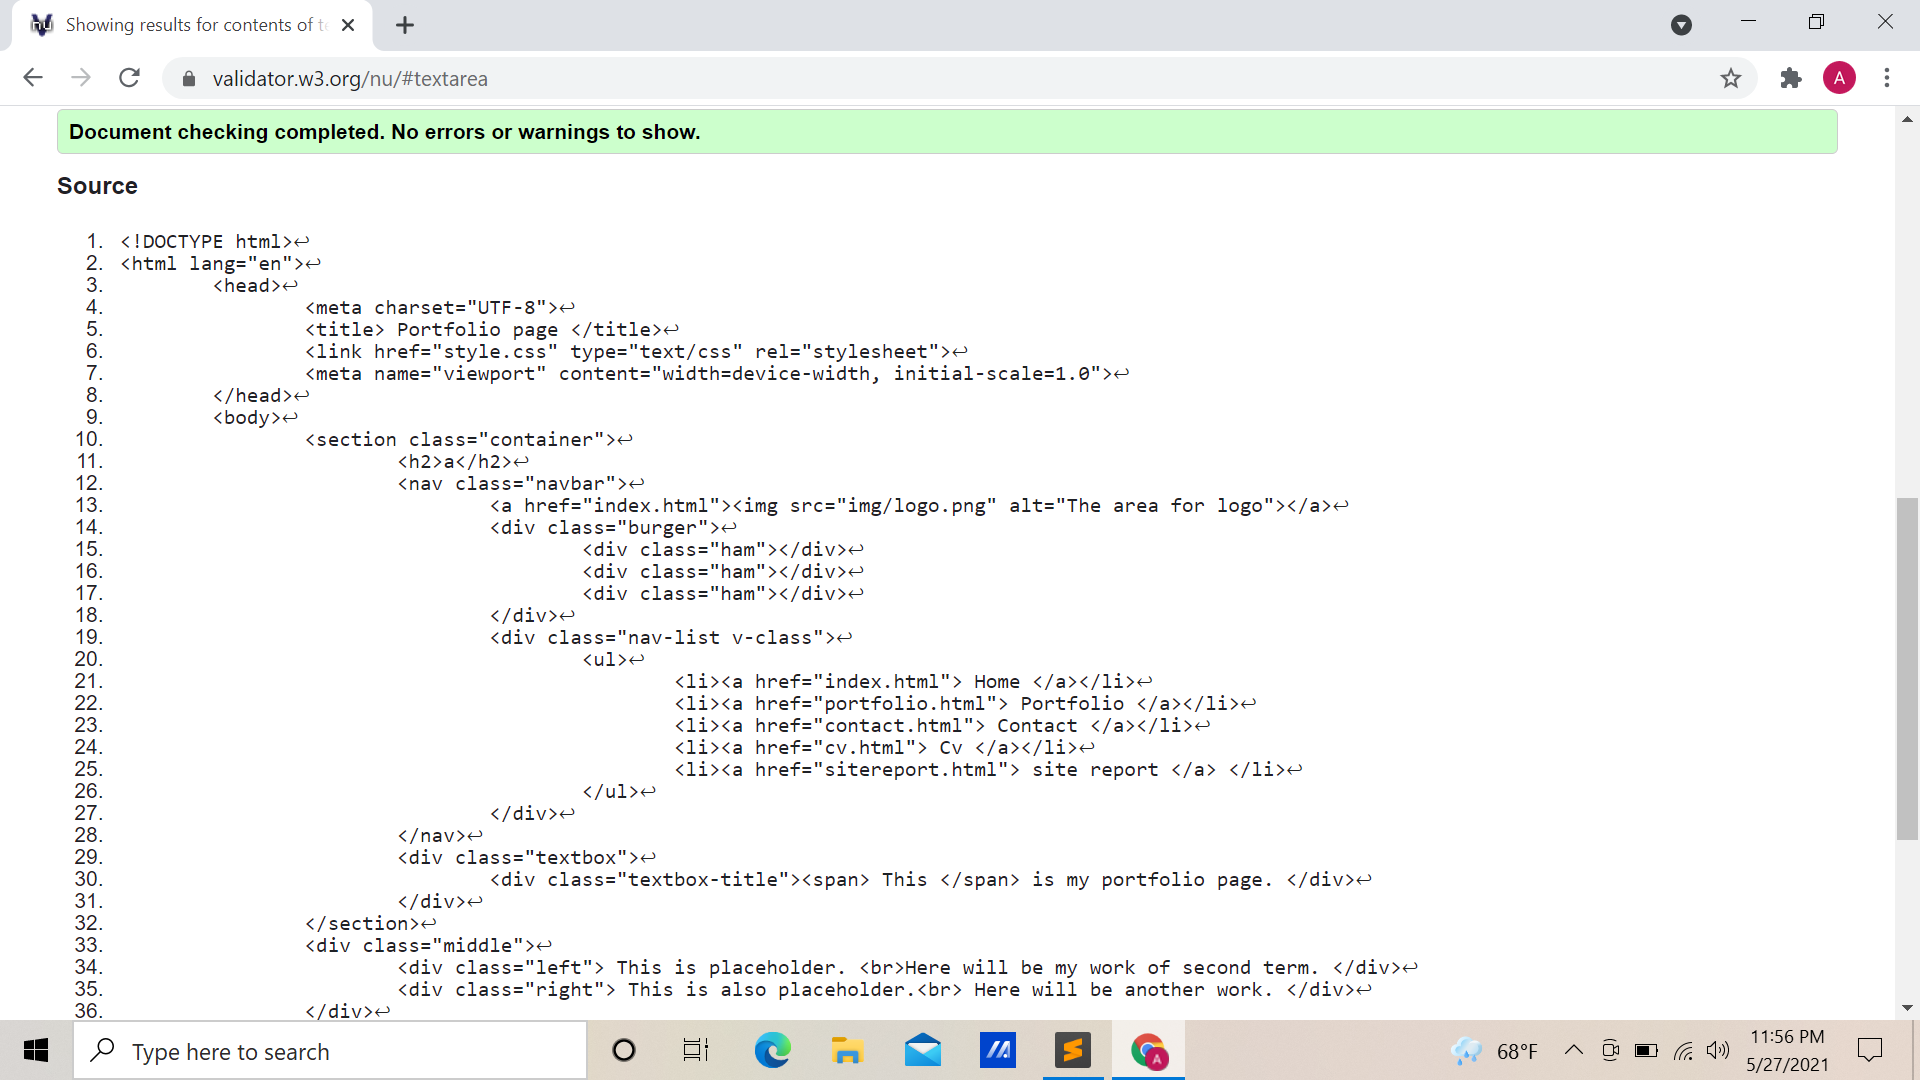 Showing results for contents of te
validator.w3.org/nu/#textarea
A
Document checking completed. No errors or warnings to show.
Source
1. <!DOCTYPE html>↩
2. <html lang="en">↩
3. <head>↩
4. <meta charset="UTF-8">↩
5. <title> Portfolio page </title>↩
6. <link href="style.css" type="text/css" rel="stylesheet">↩
7. <meta name="viewport" content="width=device-width, initial-scale=1.0">↩
8. </head>↩
9. <body>↩
10. <section class="container">↩
11. <h2>a</h2>↩
12. <nav class="navbar">↩
13. <a href="index.html"><img src="img/logo.png" alt="The area for logo"></a>↩
14. <div class="burger">↩
15. <div class="ham"></div>↩
16. <div class="ham"></div>↩
17. <div class="ham"></div>↩
18. </div>↩
19. <div class="nav-list v-class">↩
20. <ul>↩
21. <li><a href="index.html"> Home </a></li>↩
22. <li><a href="portfolio.html"> Portfolio </a></li>↩
23. <li><a href="contact.html"> Contact </a></li>↩
24. <li><a href="cv.html"> Cv </a></li>↩
25. <li><a href="sitereport.html"> site report </a> </li>↩
26. </ul>↩
27. </div>↩
28. </nav>↩
29. <div class="textbox">↩
30. <div class="textbox-title"><span> This </span> is my portfolio page. </div>↩
31. </div>↩
32. </section>↩
33. <div class="middle">↩
34. <div class="left"> This is placeholder. <br>Here will be my work of second term. </div>↩
35. <div class="right"> This is also placeholder.<br> Here will be another work. </div>↩
36. </div>↩
Type here to search
A
68°F
11:56 PM
5/27/2021